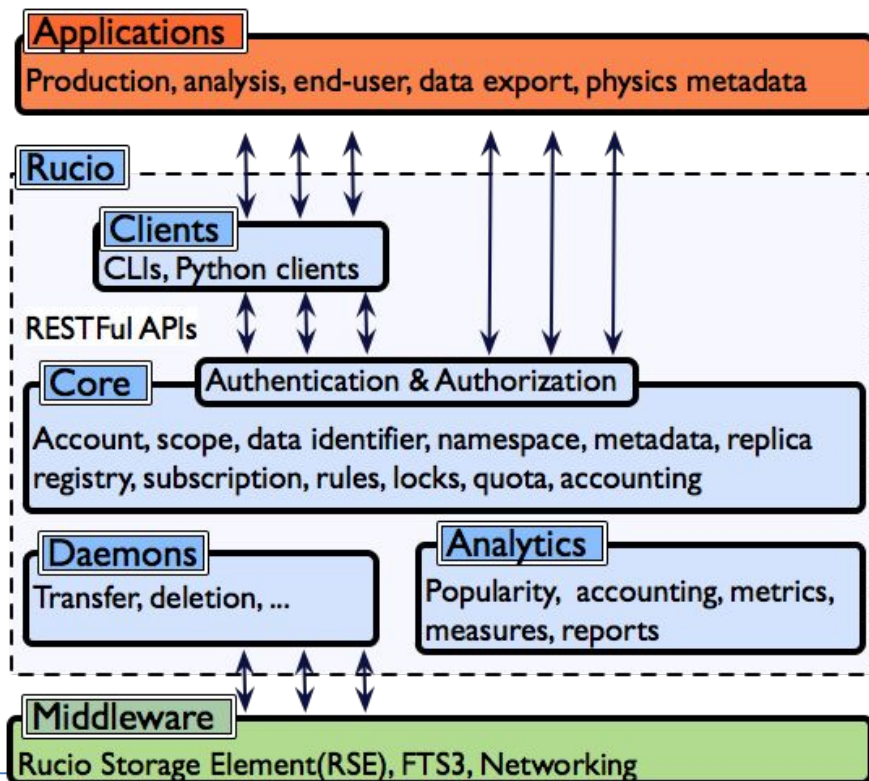 Applications
Production, analysis, end-user, data export, physics metadata
Rucio
Clients
CLIs, Python clients
RESTFul APIs
Authentication & Authorization
Core
Account, scope, data identifier, namespace, metadata, replica
registry, subscription, rules, locks, quota, accounting
Daemons
Transfer, deletion, ...
Analytics
Popularity, accounting, metrics,
measures, reports
Middleware
Rucio Storage Element(RSE), FTS3, Networking